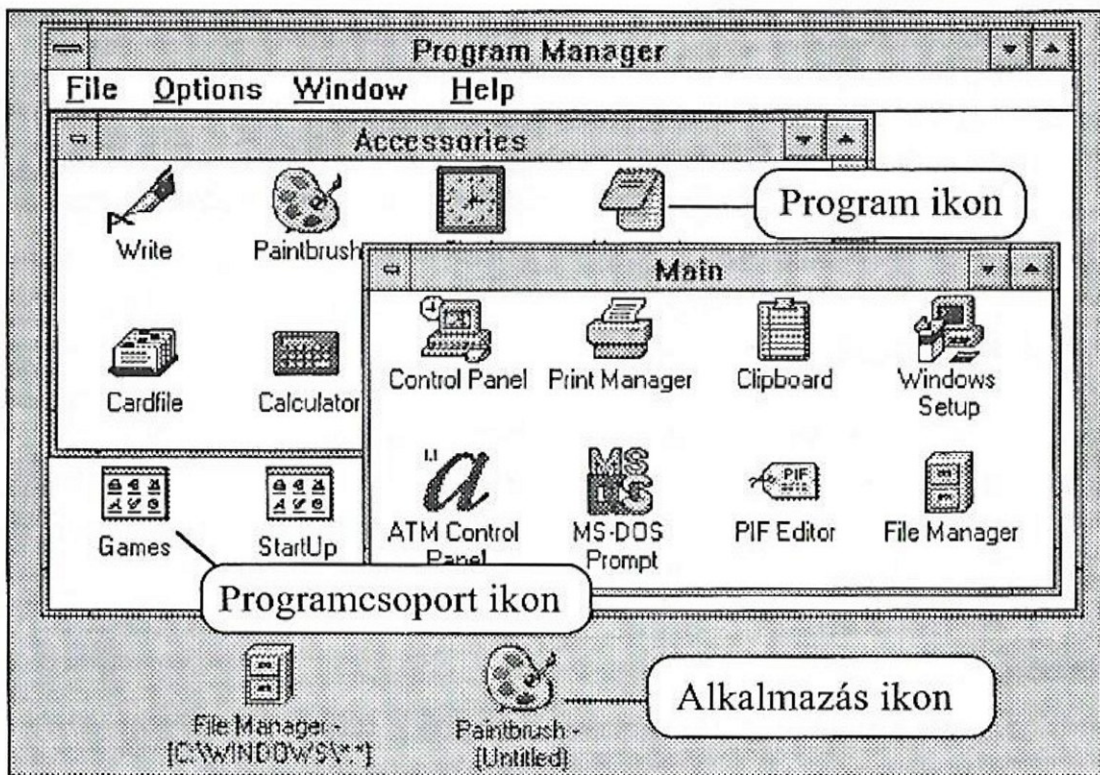 Program Manager
File Options Window Help
Accessories
Write
Paintbrush
Program ikon
Cardfile
Calculator
Main
Control Panel
Print Manager
Clipboard
Windows
Setup
ATM Control
Panel
MS-DOS
Prompt
PIF
PIF Editor
File Manager
Games
StartUp
Programcsoport ikon
File Manager -
[C:\WINDOWS\*.*]
Paintbrush -
[Untitled]
Alkalmazás ikon